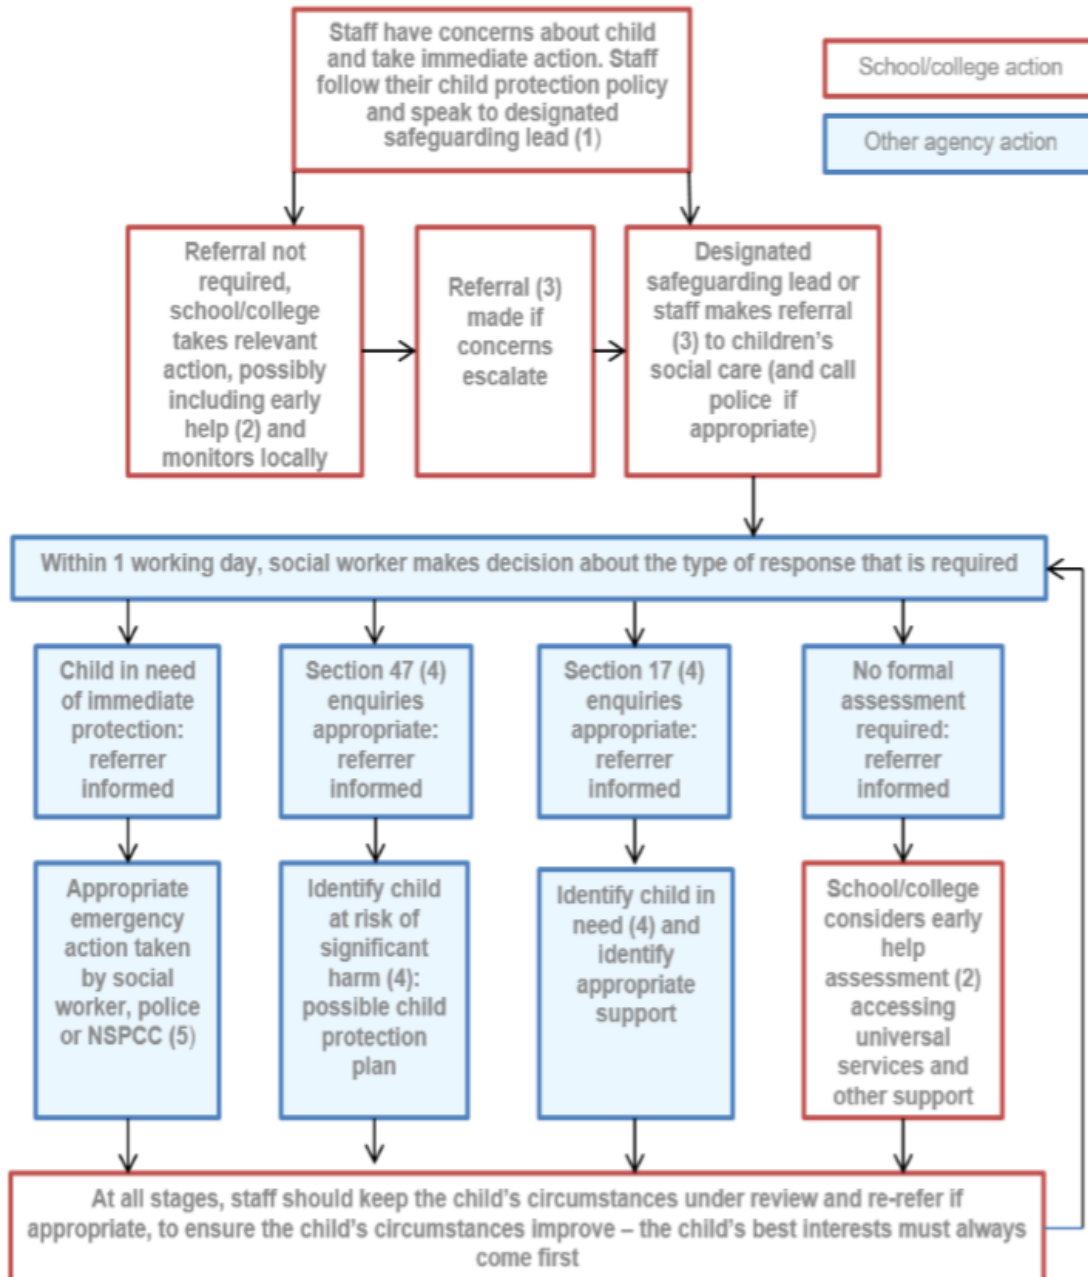 Staff have concerns about child
and take immediate action. Staff
follow their child protection policy
and speak to designated
safeguarding lead (1)
School/college action
Other agency action
Referral not
required,
school/college
takes relevant
action, possibly
including early
help (2) and
monitors locally
Referral (3)
made if
concerns
escalate
Designated
safeguarding lead or
staff makes referral
(3) to children's
social care (and call
police if
appropriate)
Within 1 working day, social worker makes decision about the type of response that is required
Child in need
of immediate
protection:
referrer
informed
Section 47 (4)
enquiries
appropriate:
referrer
informed
Section 17 (4)
enquiries
appropriate:
referrer
informed
No formal
assessment
required:
referrer
informed
Appropriate
emergency
action taken
by social
worker, police
or NSPCC (5)
Identify child
at risk of
significant
harm (4):
possible child
protection
plan
Identify child in
need (4) and
identify
appropriate
support
School/college
considers early
help
assessment (2)
accessing
universal
services and
other support
At all stages, staff should keep the child's circumstances under review and re-refer if
appropriate, to ensure the child's circumstances improve – the child's best interests must always
come first